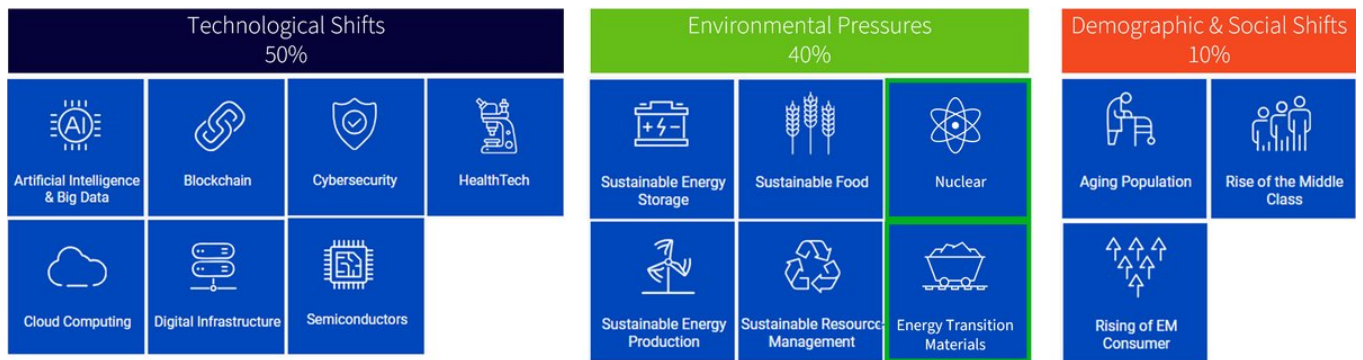 Technological Shifts
50%
Environmental Pressures
40%
Demographic & Social Shifts
10%
AI
Artificial Intelligence
& Big Data
Blockchain
Cybersecurity
HealthTech
Cloud Computing
Digital Infrastructure
Semiconductors
Sustainable Energy
Storage
Sustainable Food
Nuclear
Sustainable Energy
Production
Sustainable Resource
Management
Energy Transition
Materials
Aging Population
Rise of the Middle
Class
Rising of EM
Consumer